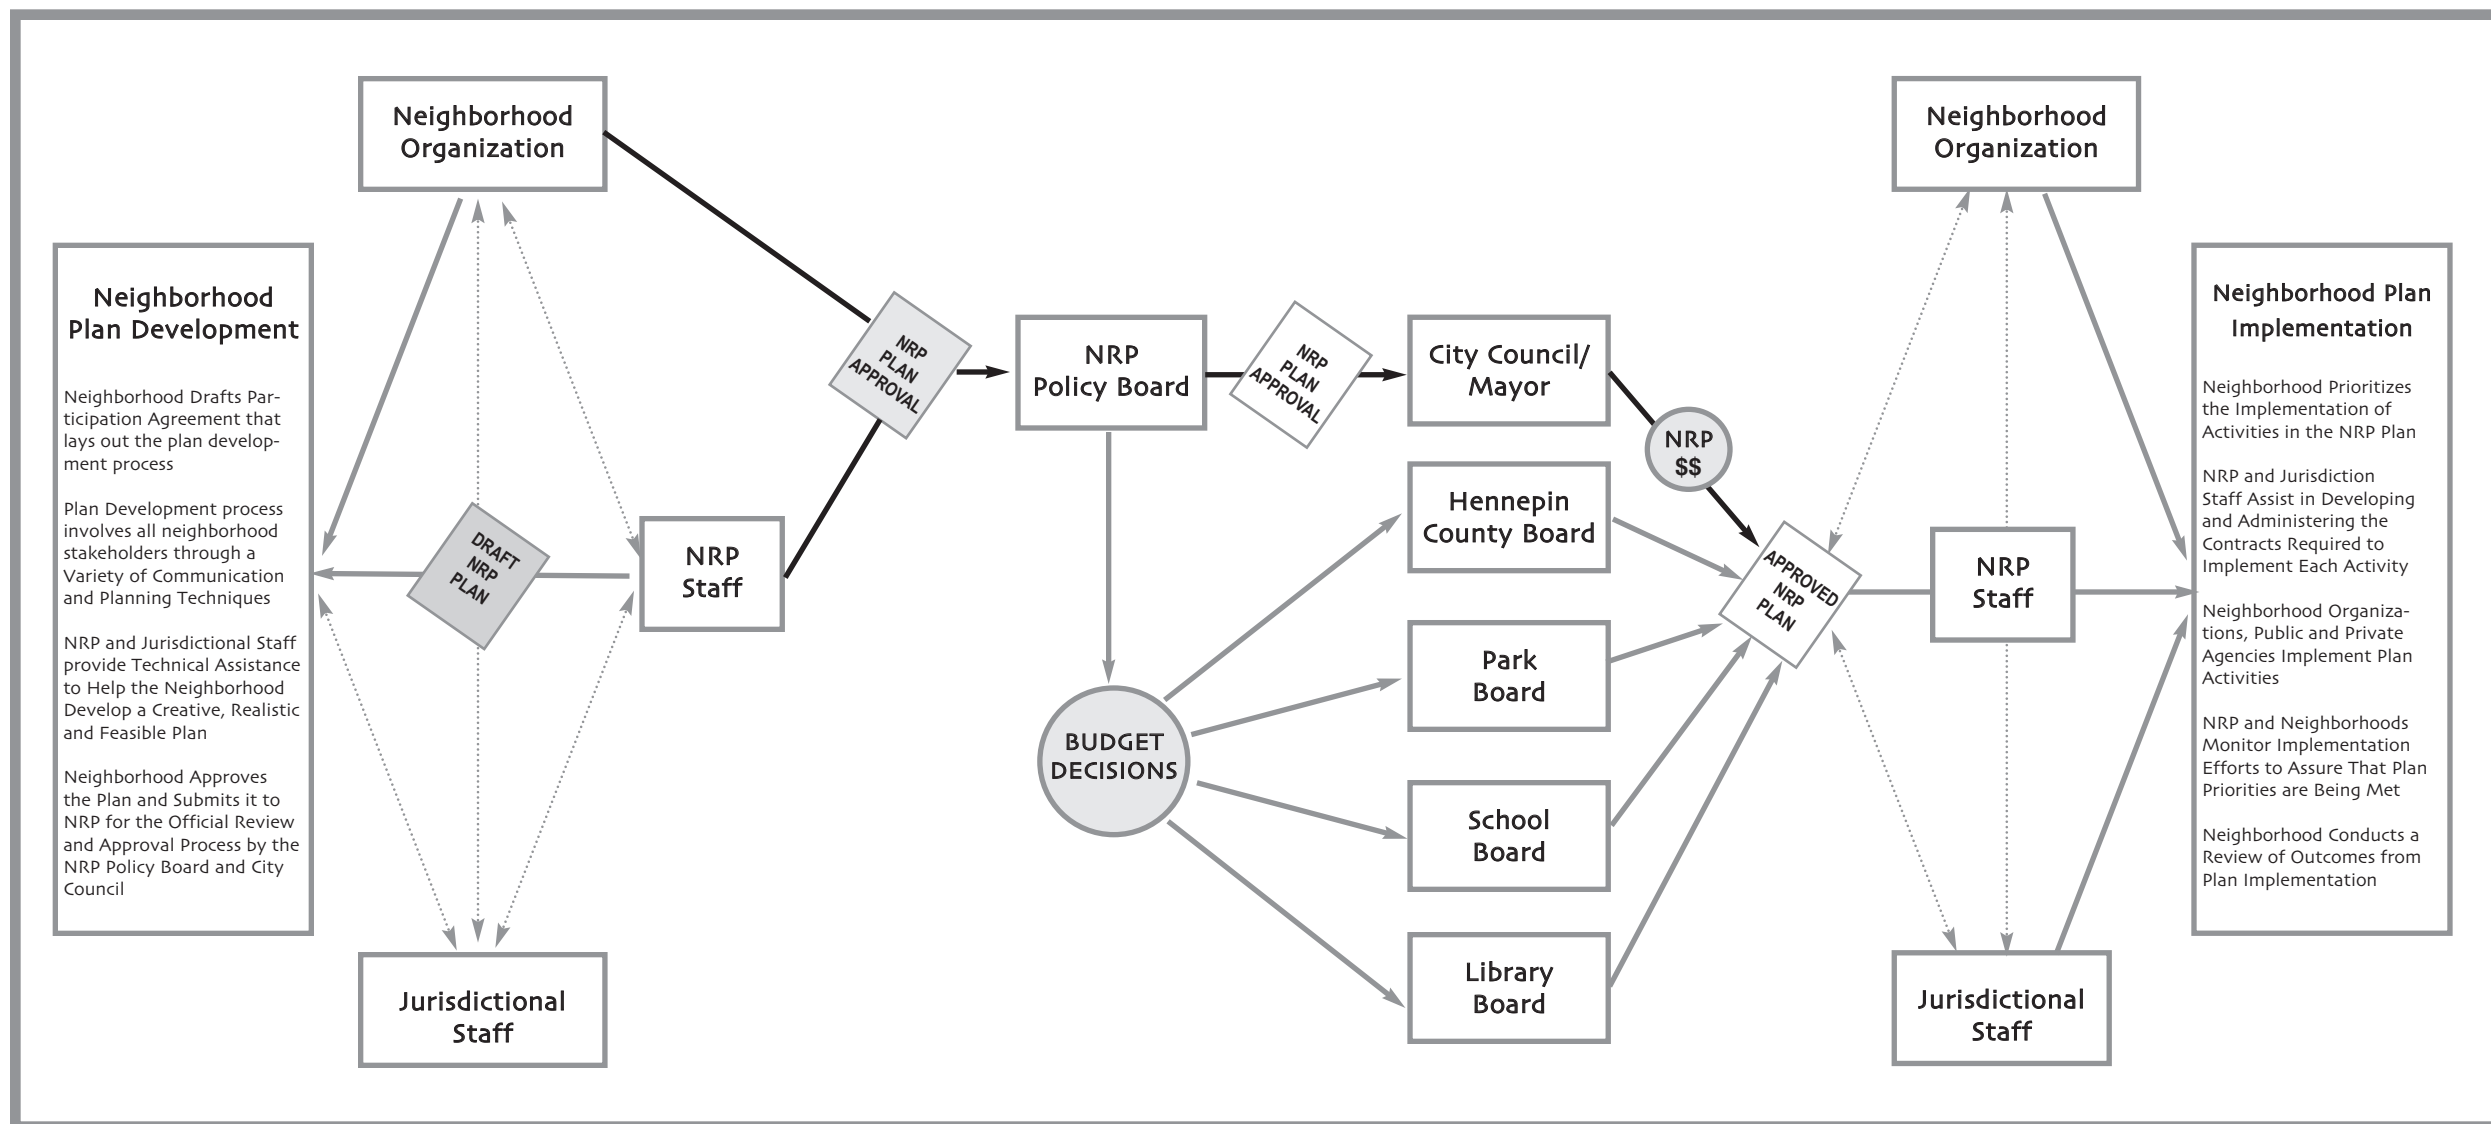 Neighborhood
Organization
Neighborhood
Plan Development
Neighborhood Drafts Par-
ticipation Agreement that
lays out the plan develop-
ment process
Plan Development process
involves all neighborhood
stakeholders through a
Variety of Communication
and Planning Techniques
NRP and Jurisdictional Staff
provide Technical Assistance
to Help the Neighborhood
Develop a Creative, Realistic
and Feasible Plan
Neighborhood Approves
the Plan and Submits it to
NRP for the Official Review
and Approval Process by the
NRP Policy Board and City
Council
DRAFT
NRP
PLAN
NRP
Staff
Jurisdictional
Staff
NRP
PLAN
APPROVAL
NRP
Policy Board
NRP
PLAN
APPROVAL
City Council/
Mayor
NRP
$$
BUDGET
DECISIONS
Hennepin
County Board
Park
Board
School
Board
Library
Board
APPROVED
NRP
PLAN
Neighborhood
Organization
NRP
Staff
Jurisdictional
Staff
Neighborhood Plan
Implementation
Neighborhood Prioritizes
the Implementation of
Activities in the NRP Plan
NRP and Jurisdiction
Staff Assist in Developing
and Administering the
Contracts Required to
Implement Each Activity
Neighborhood Organiza-
tions, Public and Private
Agencies Implement Plan
Activities
NRP and Neighborhoods
Monitor Implementation
Efforts to Assure That Plan
Priorities are Being Met
Neighborhood Conducts a
Review of Outcomes from
Plan Implementation